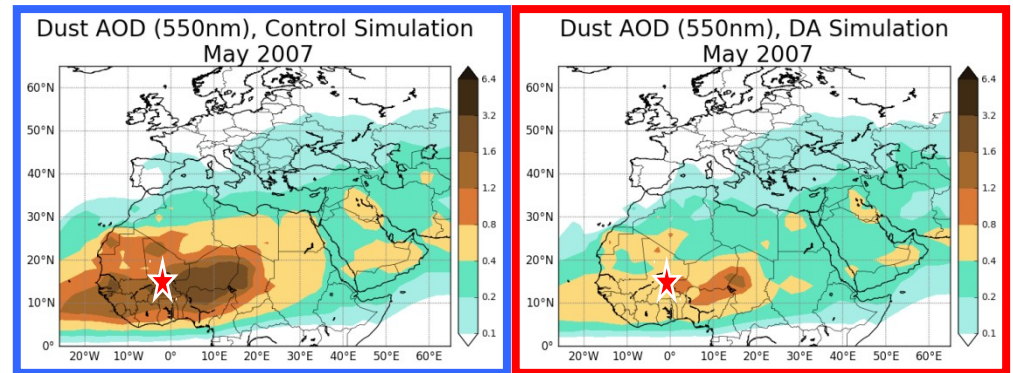 Dust AOD (550nm), Control Simulation
May 2007
60°N
50°N
40°N
30°N
20°N
10°N
0°
20°W 10°W 0° 10°E 20°E 30°E 40°E 50°E 60°E
6.4
3.2
1.6
1.2
0.8
0.4
0.2
0.1
Dust AOD (550nm), DA Simulation
May 2007
60°N
50°N
40°N
30°N
20°N
10°N
0°
20°W 10°W 0° 10°E 20°E 30°E 40°E 50°E 60°E
6.4
3.2
1.6
1.2
0.8
0.4
0.2
0.1